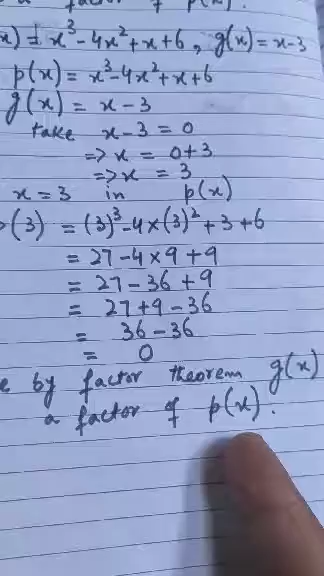 a factor of p(x).
x) = x³-4x²+x+6, g(x) = x-3
p(x) = x³-4x²+x+6
g(x) = x-3
take x-3=0
=> x = 0+3
=> x = 3
x=3 in p(x)
(3) = (3)³-4×(3)²+3+6
= 27-4×9+9
= 27-36+9
= 27+9-36
= 36-36
= 0
e by factor theorem g(x)
a factor of p(x).